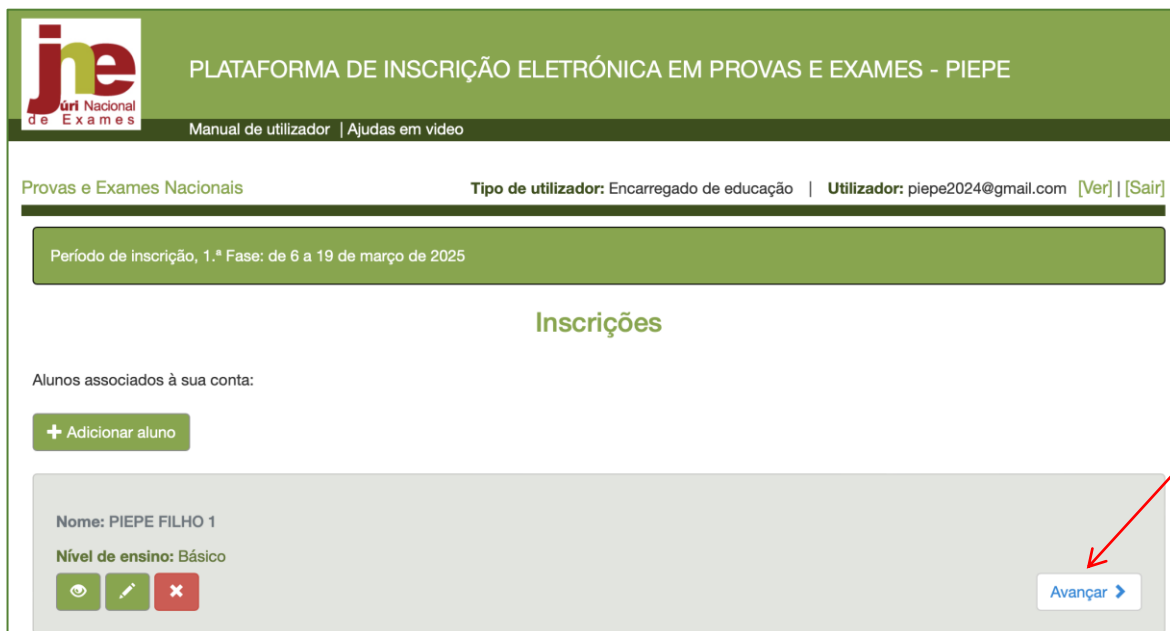 jne
Júri Nacional
de Exames
PLATAFORMA DE INSCRIÇÃO ELETRÓNICA EM PROVAS E EXAMES - PIEPE
Manual de utilizador | Ajudas em video
Provas e Exames Nacionais
Tipo de utilizador: Encarregado de educação | Utilizador: piepe2024@gmail.com [Ver] | [Sair]
Período de inscrição, 1.ª Fase: de 6 a 19 de março de 2025
Inscrições
Alunos associados à sua conta:
Adicionar aluno
Nome: PIEPE FILHO 1
Nível de ensino: Básico
Avançar